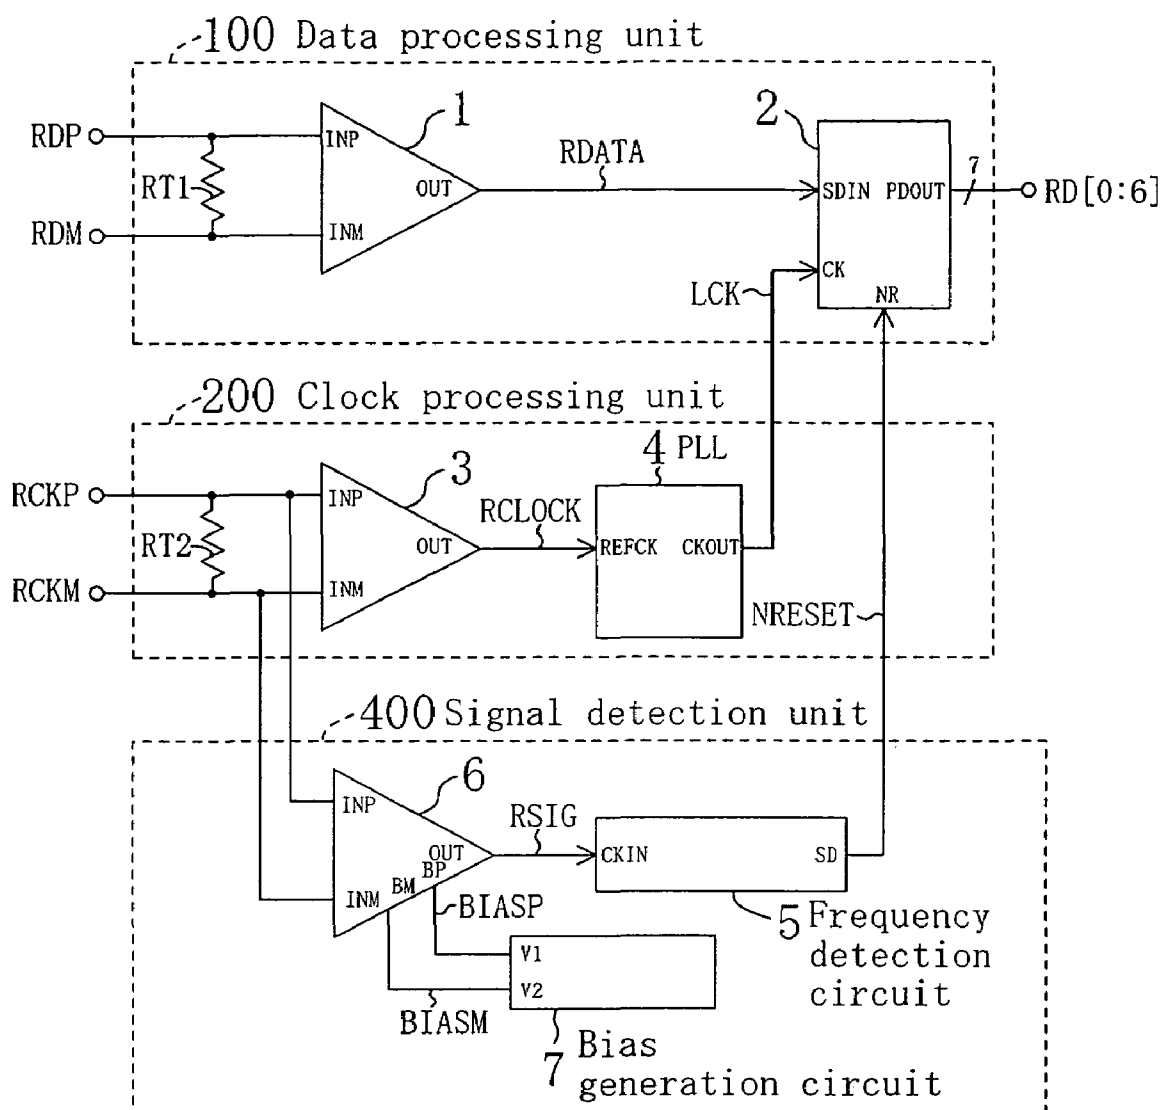 100 Data processing unit
RDP
RT1
RDM
INP
INM
OUT
1
RDATA
2
SDIN PDOUT
CK
NR
7
RD[0:6]
LCK
200 Clock processing unit
RCKP
RT2
RCKM
INP
INM
OUT
3
RCLOCK
4 PLL
REFCK CKOUT
NRESET
400 Signal detection unit
INP
INM
BM
BP
OUT
6
RSIG
CKIN SD
5 Frequency
detection
circuit
BIASP
BIASM
V1
V2
7 Bias
generation circuit